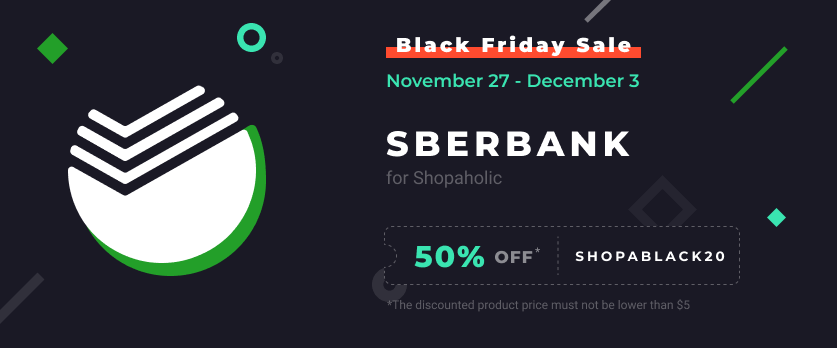 Black Friday Sale
November 27 - December 3
SBERBANK
for Shopaholic
50% OFF*
SHOPABLACK20
*The discounted product price must not be lower than $5